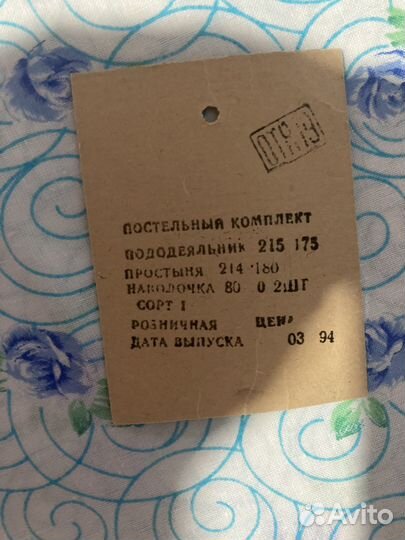 ОТК 13
ПОСТЕЛЬНЫЙ КОМПЛЕКТ
ПОДОДЕЯЛЬНИК 215 175
ПРОСТЫНЯ 214 180
НАВОЛОЧКА 80 0 2ШТ
СОРТ 1
РОЗНИЧНАЯ ЦЕНА
ДАТА ВЫПУСКА 03 94
Avito